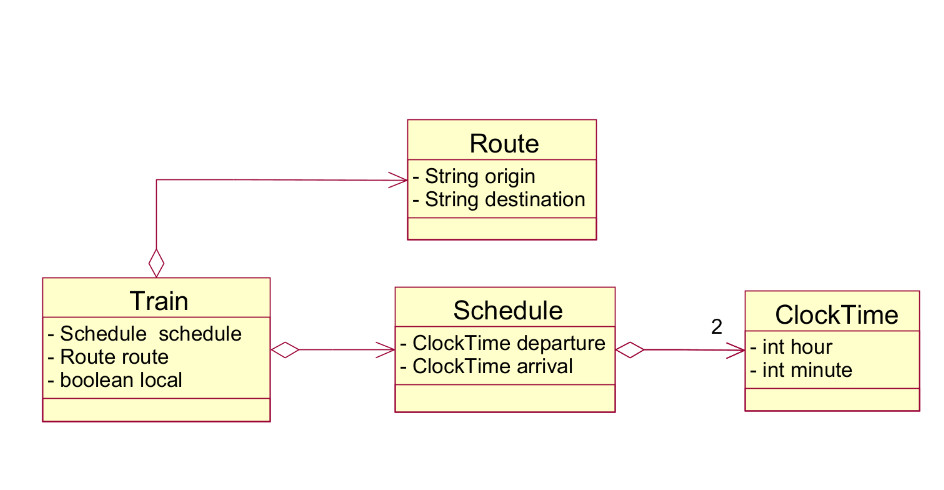 Route
- String origin
- String destination
Train
- Schedule  schedule
- Route route
- boolean local
Schedule
- ClockTime departure
- ClockTime arrival
2
ClockTime
- int hour
- int minute